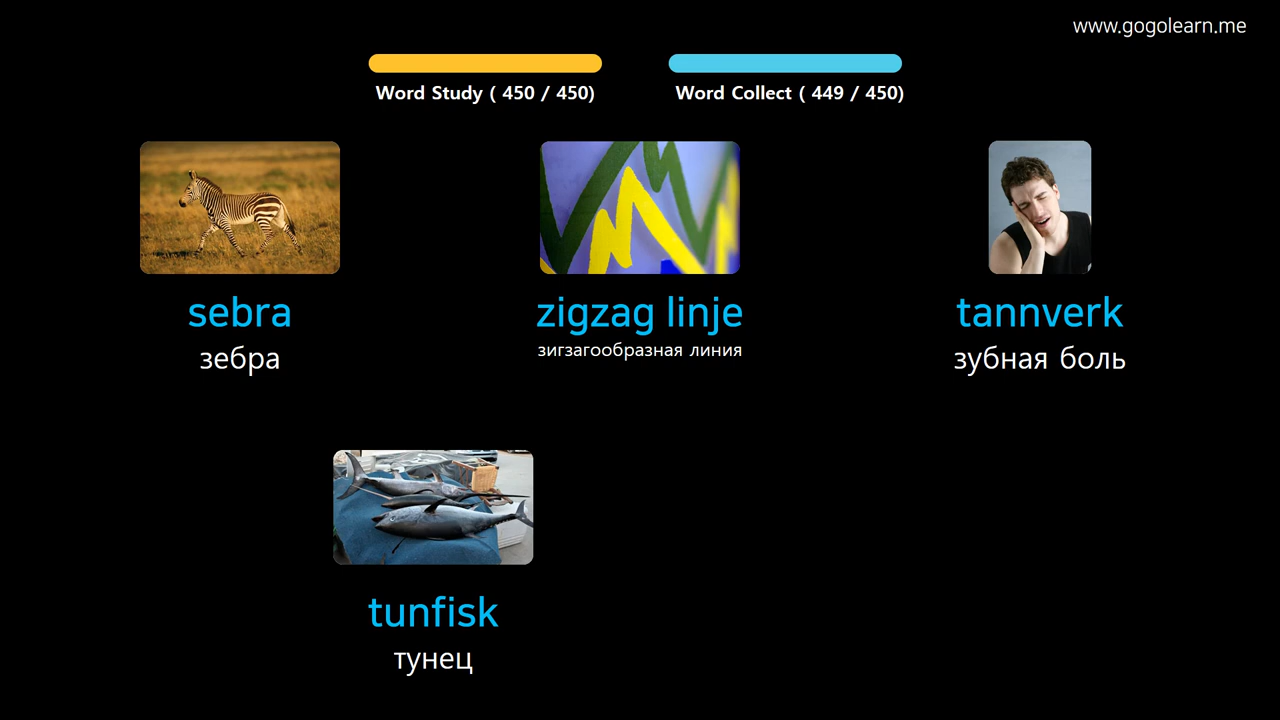 www.gogolearn.me
Word Study ( 450 / 450)
Word Collect ( 449 / 450)
sebra
зебра
zigzag linje
зигзагообразная линия
tannverk
зубная боль
tunfisk
тунец